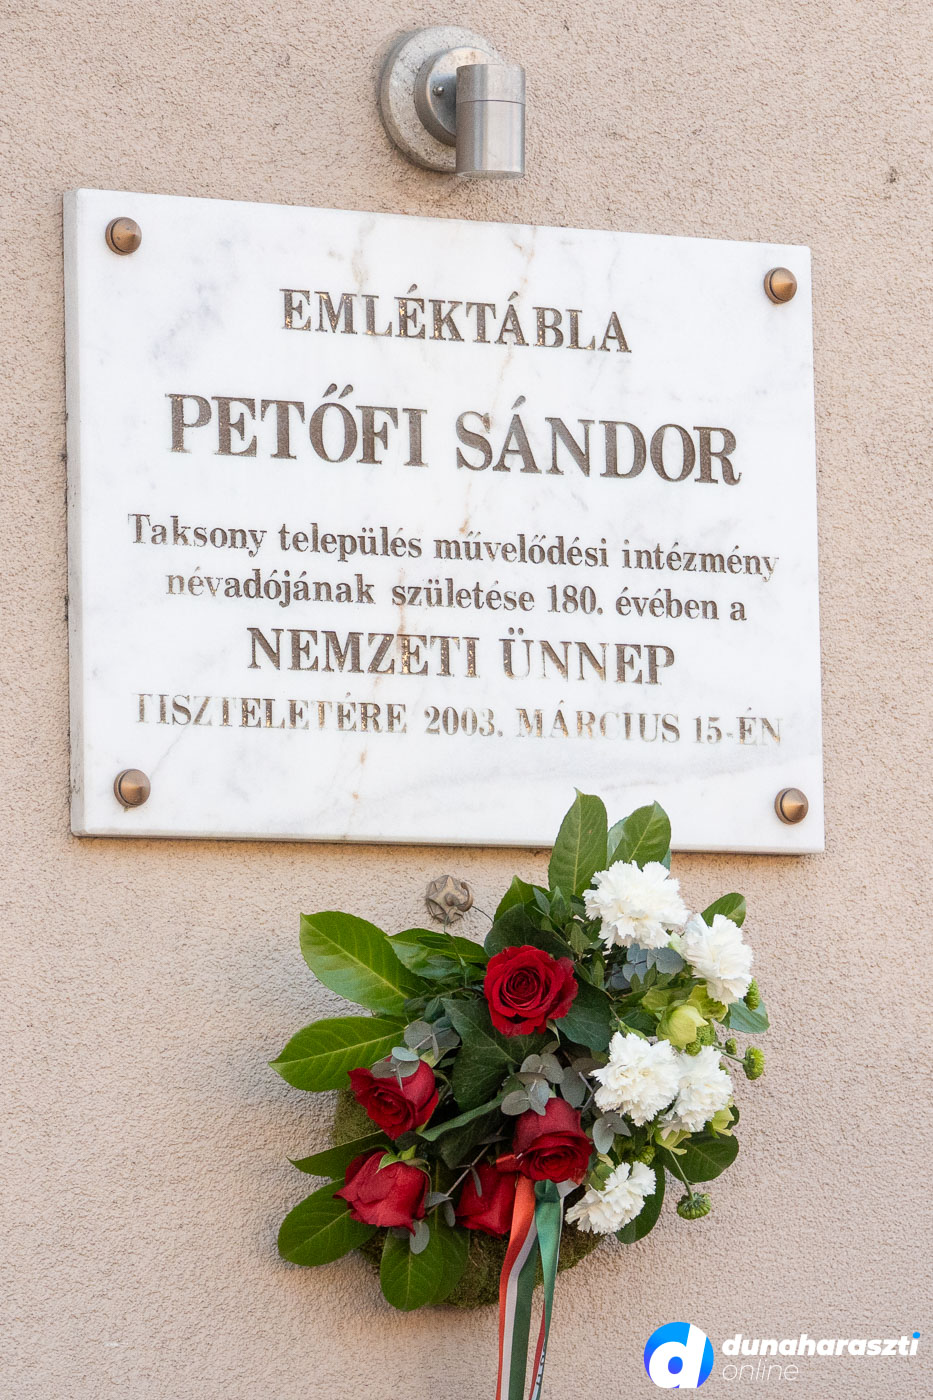 EMLÉKTÁBLA
PETŐFI SÁNDOR
Taksony település művelődési intézmény
névadójának születése 180. évében a
NEMZETI ÜNNEP
TISZTELETÉRE 2003. MÁRCIUS 15-ÉN
dunaharaszti
online